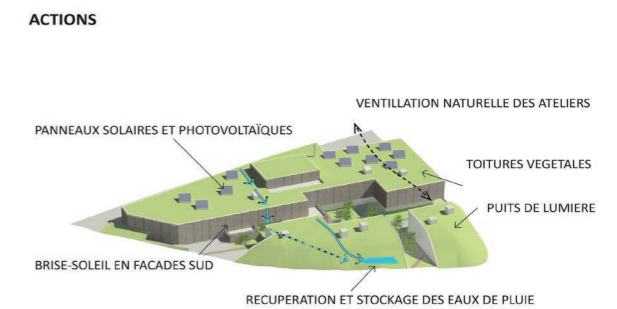 ACTIONS
VENTILLATION NATURELLE DES ATELIERS
PANNEAUX SOLAIRES ET PHOTOVOLTAÏQUES
TOITURES VEGETALES
PUITS DE LUMIERE
BRISE-SOLEIL EN FACADES SUD
RECUPERATION ET STOCKAGE DES EAUX DE PLUIE